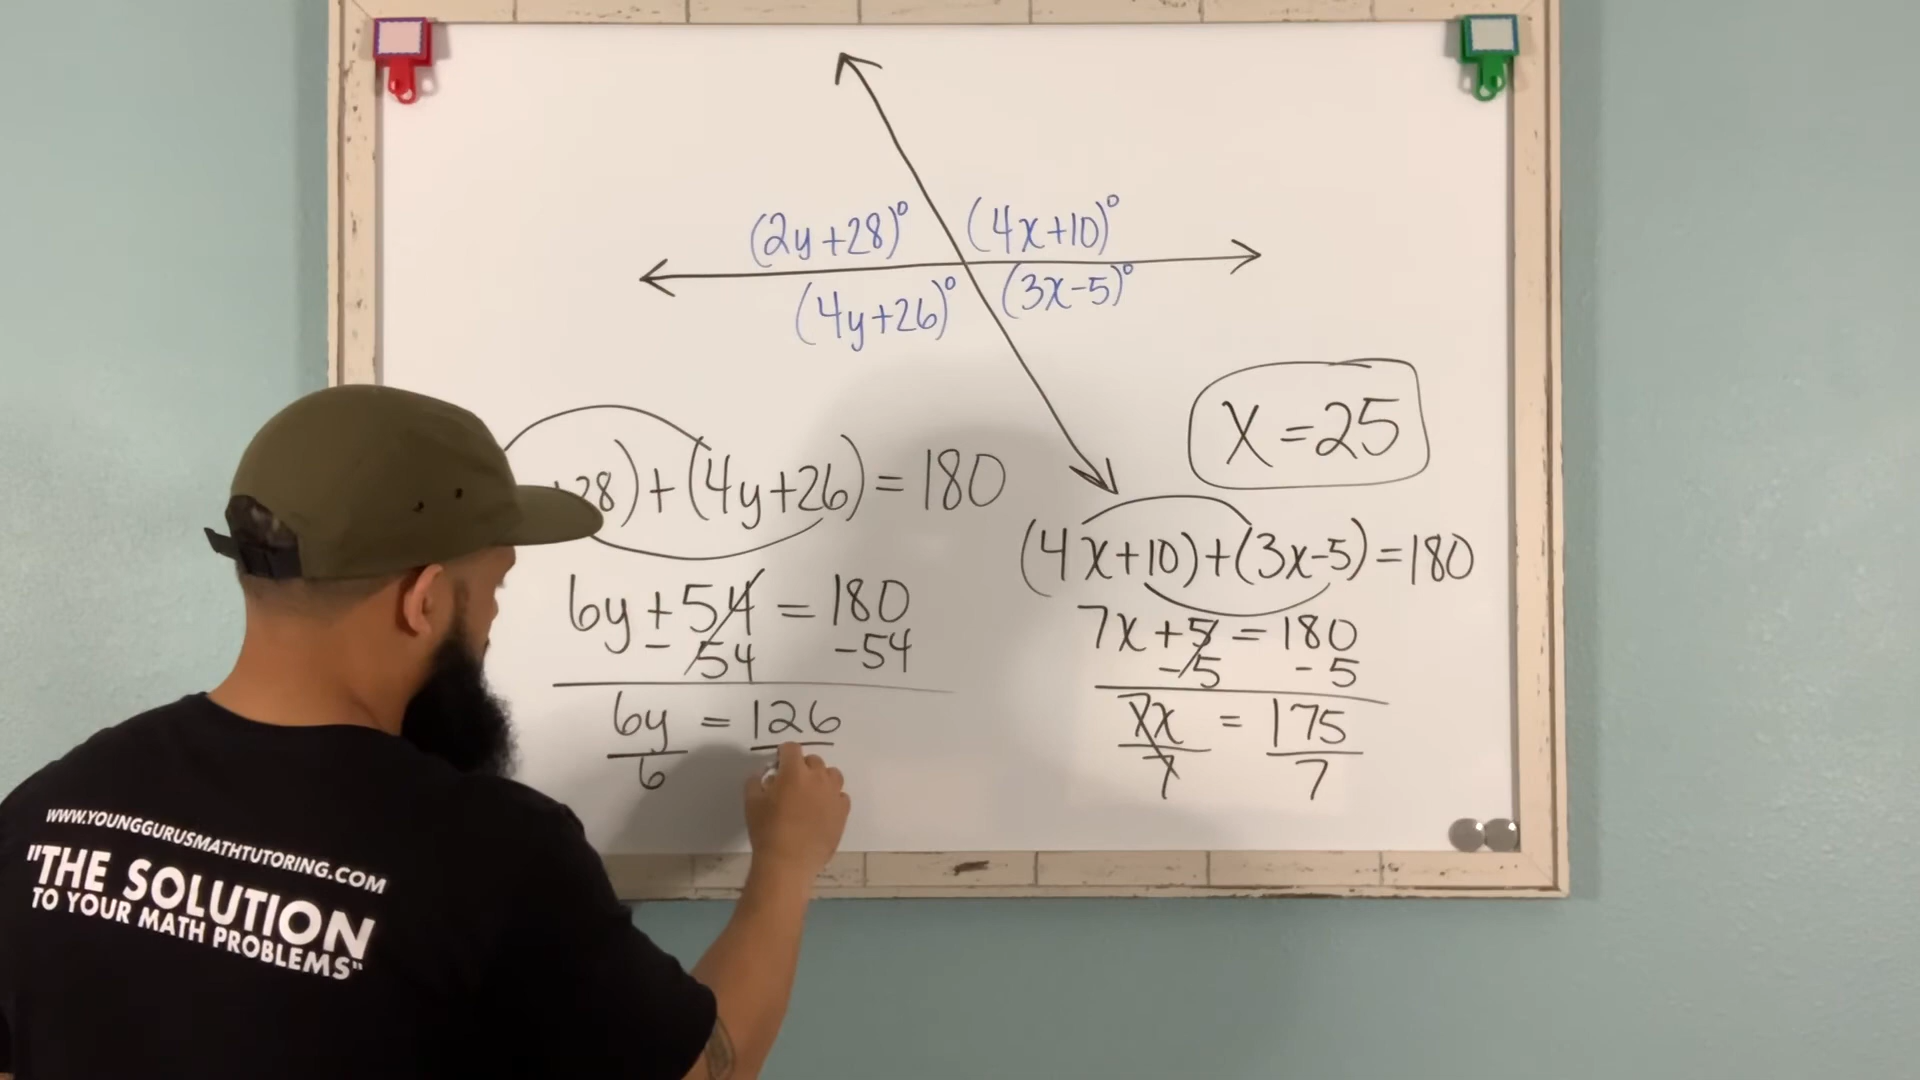 (2y+28)° (4x+10)°
(4y+26)° (3x-5)°
x=25
28)+(4y+26)=180
6y+54=180
-54 -54
6y = 126
6
(4x+10)+(3x-5)=180
7x+5=180
-5 -5
7x = 175
7 7
WWW.YOUNGGURUSMATHTUTORING.COM
"THE SOLUTION
TO YOUR MATH PROBLEMS"